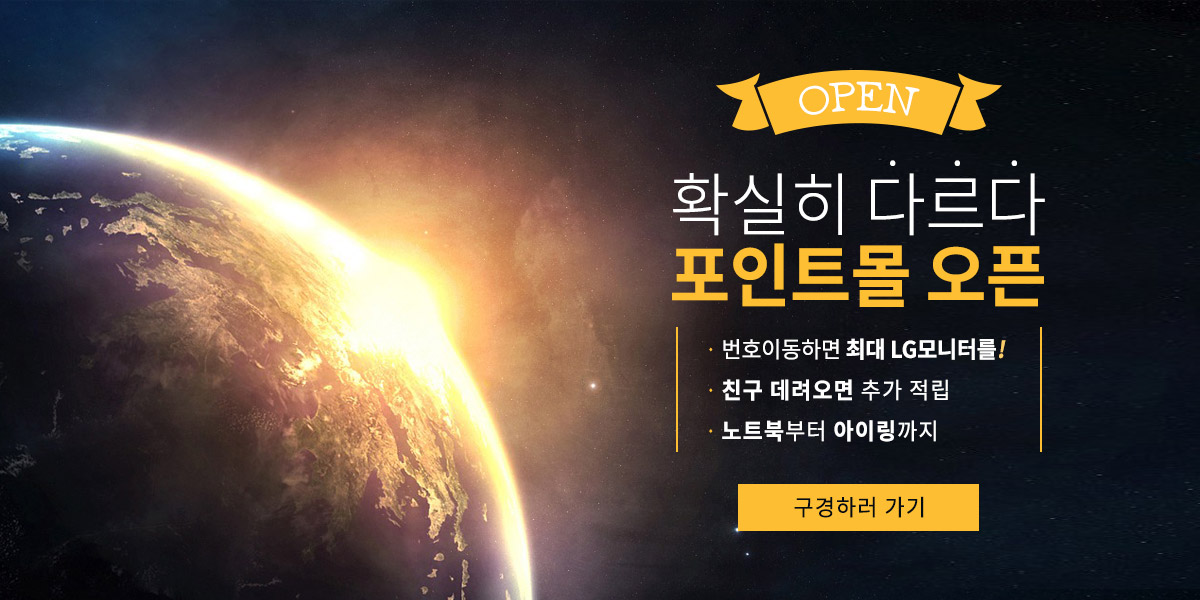 OPEN
확실히 다르다
포인트몰 오픈
· 번호이동하면 최대 LG모니터를!
· 친구 데려오면 추가 적립
· 노트북부터 아이링까지
구경하러 가기